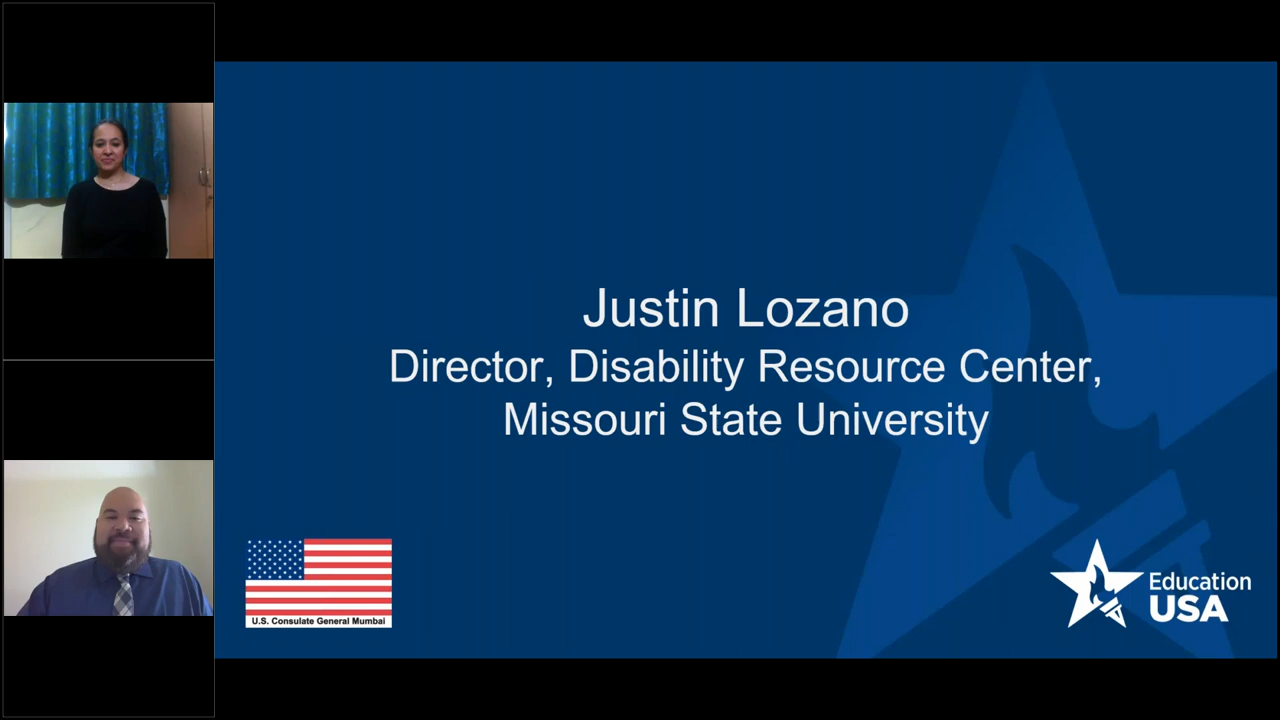 Justin Lozano
Director, Disability Resource Center,
Missouri State University
U.S. Consulate General Mumbai
Education
USA